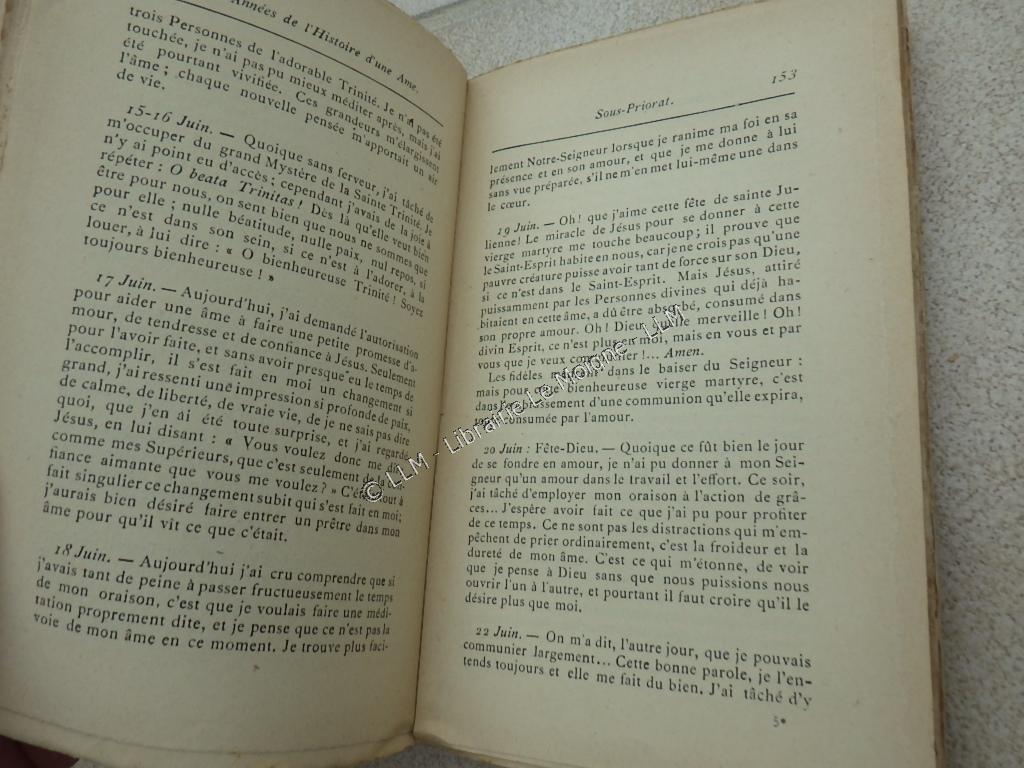 Années de l'Histoire d'une Ame.
trois Personnes de l'adorable Trinité. Je n'ai pas été
touchée, je n'ai pas pu mieux méditer après, mais j'ai
été pourtant vivifiée. Ces grandeurs m'élargissent
l'âme; chaque nouvelle pensée m'apportait un air
de vie.
15-16 Juin. — Quoique sans ferveur, j'ai tâché de
m'occuper du grand Mystère de la Sainte Trinité. Je
n'y ai point eu d'accès; cependant j'avais de la joie à
répéter: O beata Trinitas! Dès là qu'elle veut bien
être pour nous, on sent bien que nous ne sommes que
pour elle; nulle béatitude, nulle paix, nul repos, si
ce n'est dans son sein, si ce n'est à l'adorer, à la
louer, à lui dire: « O bienheureuse Trinité! Soyez
toujours bienheureuse! »
17 Juin. — Aujourd'hui, j'ai demandé l'autorisation
pour aider une âme à faire une petite promesse d'a-
mour, de tendresse et de confiance à Jésus. Seulement
pour l'avoir faite, et sans avoir presque eu le temps de
l'accomplir, il s'est fait en moi un changement si
grand, j'ai ressenti une impression si profonde de paix,
de calme, de liberté, de vraie vie, de je ne sais pas dire
quoi, que j'en ai été toute surprise, et j'ai regardé
Jésus, en lui disant: « Vous voulez donc me dire
comme mes Supérieurs, que c'est seulement de la con-
fiance aimante que vous me voulez? » C'est tout à
fait singulier ce changement subit qui s'est fait en moi;
j'aurais bien désiré faire entrer un prêtre dans mon
âme pour qu'il vît ce que c'était.
18 Juin. — Aujourd'hui j'ai cru comprendre que si
j'avais tant de peine à passer fructueusement le temps
de mon oraison, c'est que je voulais faire une médi-
tation proprement dite, et je pense que ce n'est pas la
voie de mon âme en ce moment. Je trouve plus faci-
Sous-Priorat.
153
lement Notre-Seigneur lorsque je ranime ma foi en sa
présence et en son amour, et que je me donne à lui
sans vue préparée, s'il ne m'en met lui-même une dans
le cœur.
19 Juin. — Oh! que j'aime cette fête de sainte Ju-
lienne! Le miracle de Jésus pour se donner à cette
vierge martyre me touche beaucoup; il prouve que
le Saint-Esprit habite en nous, car je ne crois pas qu'une
pauvre créature puisse avoir tant de force sur son Dieu,
si ce n'est dans le Saint-Esprit. Mais Jésus, attiré
puissamment par les Personnes divines qui déjà ha-
bitaient en cette âme, a dû être absorbé, consumé dans
son propre amour. Oh! Dieu, quelle merveille! Oh!
divin Esprit, ce n'est plus en moi, mais en vous et par
vous que je veux communier!... Amen.
Les fidèles meurent dans le baiser du Seigneur:
mais pour cette bienheureuse vierge martyre, c'est
dans l'embrassement d'une communion qu'elle expira,
toute consumée par l'amour.
20 Juin: Fête-Dieu. — Quoique ce fût bien le jour
de se fondre en amour, je n'ai pu donner à mon Sei-
gneur qu'un amour dans le travail et l'effort. Ce soir,
j'ai tâché d'employer mon oraison à l'action de grâ-
ces... J'espère avoir fait ce que j'ai pu pour profiter
de ce temps. Ce ne sont pas les distractions qui m'em-
pêchent de prier ordinairement, c'est la froideur et la
dureté de mon âme. C'est ce qui m'étonne, de voir
que je pense à Dieu sans que nous puissions nous
ouvrir l'un à l'autre, et pourtant il faut croire qu'il le
désire plus que moi.
22 Juin. — On m'a dit, l'autre jour, que je pouvais
communier largement... Cette bonne parole, je l'en-
tends toujours et elle me fait du bien. J'ai tâché d'y
5*
© LLM - Librairie Le Moinne - LLM